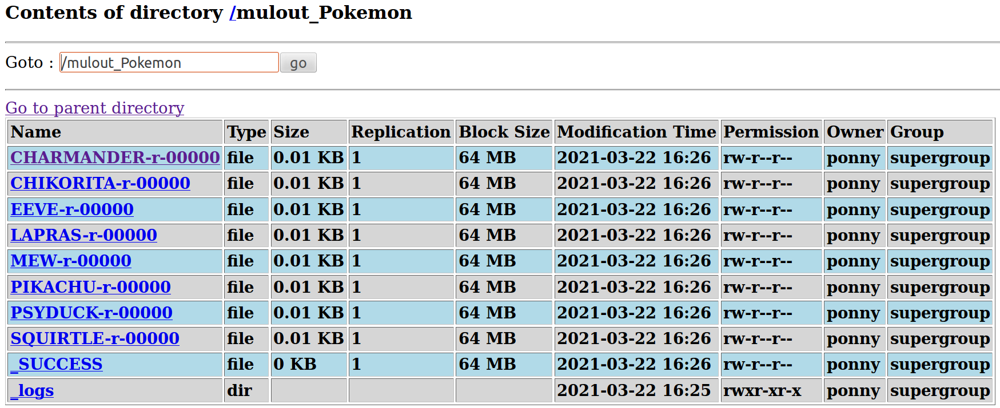 Contents of directory /mulout_Pokemon
Goto : /mulout_Pokemon go
Go to parent directory
Name Type Size Replication Block Size Modification Time Permission Owner Group
CHARMANDER-r-00000 file 0.01 KB 1 64 MB 2021-03-22 16:26 rw-r--r-- ponny supergroup
CHIKORITA-r-00000 file 0.01 KB 1 64 MB 2021-03-22 16:26 rw-r--r-- ponny supergroup
EEVE-r-00000 file 0.01 KB 1 64 MB 2021-03-22 16:26 rw-r--r-- ponny supergroup
LAPRAS-r-00000 file 0.01 KB 1 64 MB 2021-03-22 16:26 rw-r--r-- ponny supergroup
MEW-r-00000 file 0.01 KB 1 64 MB 2021-03-22 16:26 rw-r--r-- ponny supergroup
PIKACHU-r-00000 file 0.01 KB 1 64 MB 2021-03-22 16:26 rw-r--r-- ponny supergroup
PSYDUCK-r-00000 file 0.01 KB 1 64 MB 2021-03-22 16:26 rw-r--r-- ponny supergroup
SQUIRTLE-r-00000 file 0.01 KB 1 64 MB 2021-03-22 16:26 rw-r--r-- ponny supergroup
_SUCCESS file 0 KB 1 64 MB 2021-03-22 16:26 rw-r--r-- ponny supergroup
_logs dir 2021-03-22 16:25 rwxr-xr-x ponny supergroup